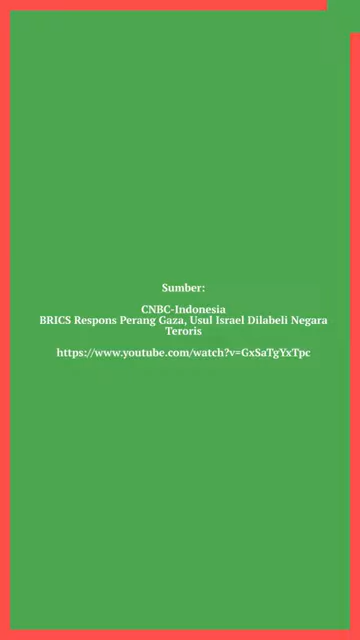 Sumber:
CNBC-Indonesia
BRICS Respons Perang Gaza, Usul Israel Dilabeli Negara
Teroris
https://www.youtube.com/watch?v=GxSaTgYxTpc